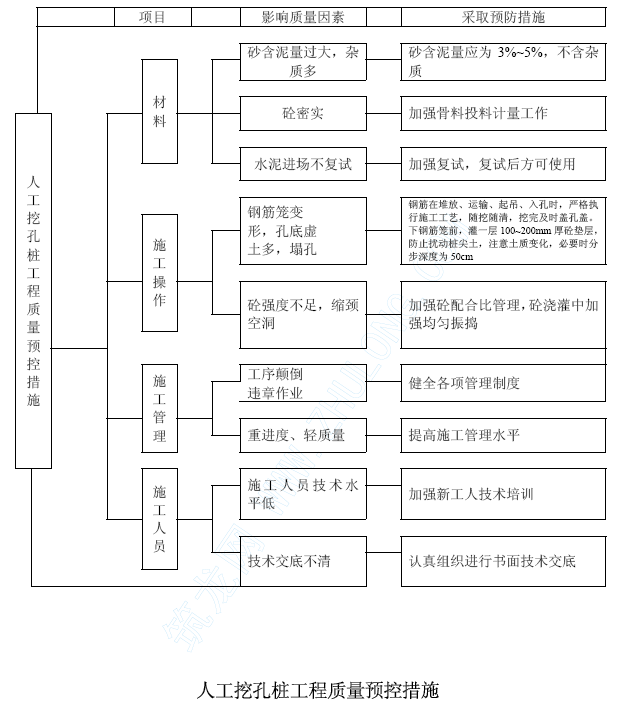 项目
影响质量因素
采取预防措施
人工挖孔桩工程质量预控措施
材料
砂含泥量过大，杂
质多
砂含泥量应为 3%~5%，不含杂
质
砼密实
加强骨料投料计量工作
水泥进场不复试
加强复试，复试后方可使用
施工操作
钢筋笼变
形，孔底虚
土多，塌孔
钢筋在堆放、运输、起吊、入孔时，严格执
行施工工艺，随挖随清，挖完及时盖孔盖。
下钢筋笼前，灌一层 100~200mm 厚砼垫层，
防止扰动桩尖土，注意土质变化，必要时分
步深度为 50cm
砼强度不足，缩颈
空洞
加强砼配合比管理，砼浇灌中加
强均匀振捣
施工管理
工序颠倒
违章作业
健全各项管理制度
重进度、轻质量
提高施工管理水平
施工人员
施工人员技术水
平低
加强新工人技术培训
技术交底不清
认真组织进行书面技术交底
筑龙网 WWW.ZHULONG.COM
人工挖孔桩工程质量预控措施